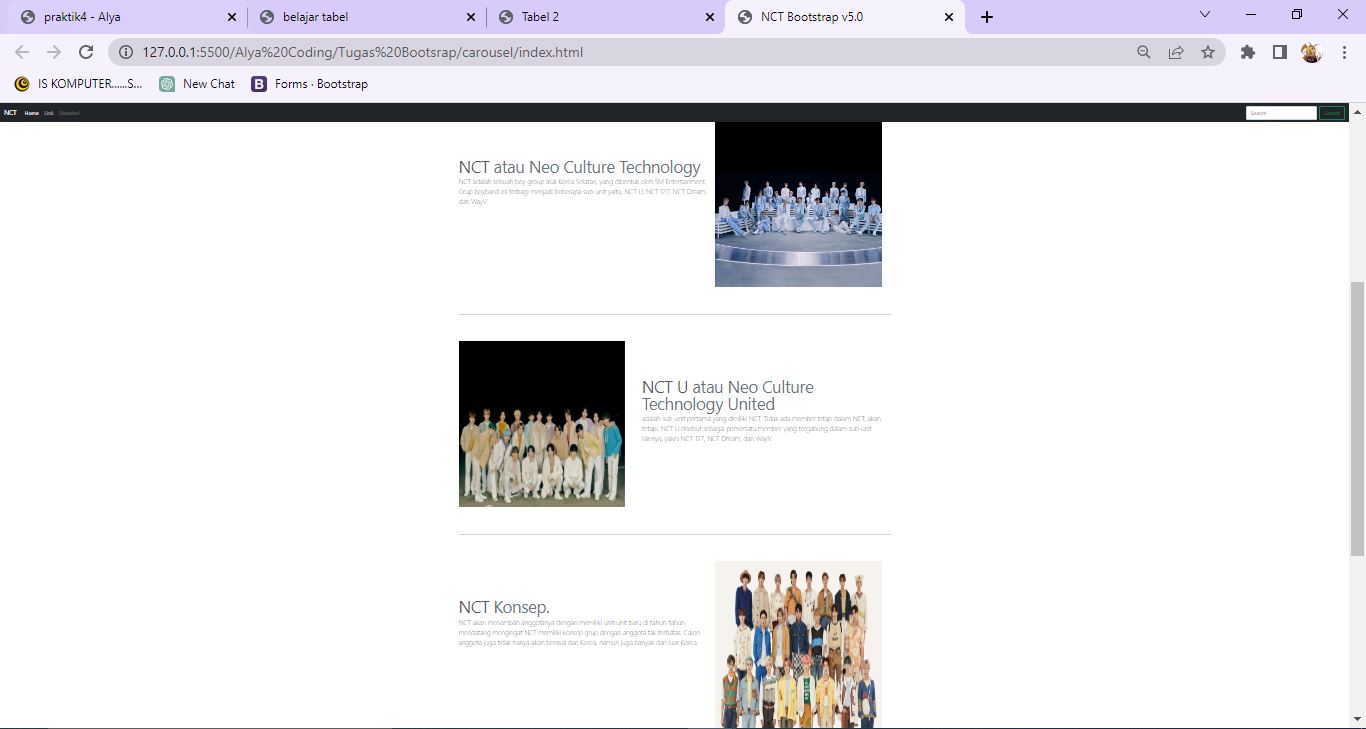 praktik4 - Alya
belajar tabel
Tabel 2
NCT Bootstrap v5.0
127.0.0.1:5500/Alya%20Coding/Tugas%20Bootsrap/carousel/index.html
IS KOMPUTER......S...
New Chat
B Forms · Bootstrap
NCT Home Link Disabled
Search Search
NCT atau Neo Culture Technology
NCT adalah sebuah boy group asal Korea Selatan, yang dibentuk oleh SM Entertainment.
Grup boyband ini terbagi menjadi beberapa sub unit yaitu, NCT U, NCT 127, NCT Dream,
dan WayV.
NCT U atau Neo Culture
Technology United
adalah sub unit pertama yang dimiliki NCT. Tidak ada member tetap dalam NCT, akan
tetapi, NCT U disebut sebagai pemersatu member yang tergabung dalam sub-unit
lainnya, yakni NCT 127, NCT Dream, dan WayV.
NCT Konsep.
NCT akan menambah anggotanya dengan memiliki unit unit baru di tahun-tahun
mendatang mengingat NCT memiliki konsep grup dengan anggota tak terbatas. Calon
anggota juga tidak hanya akan berasal dari Korea, namun juga banyak dari luar Korea.